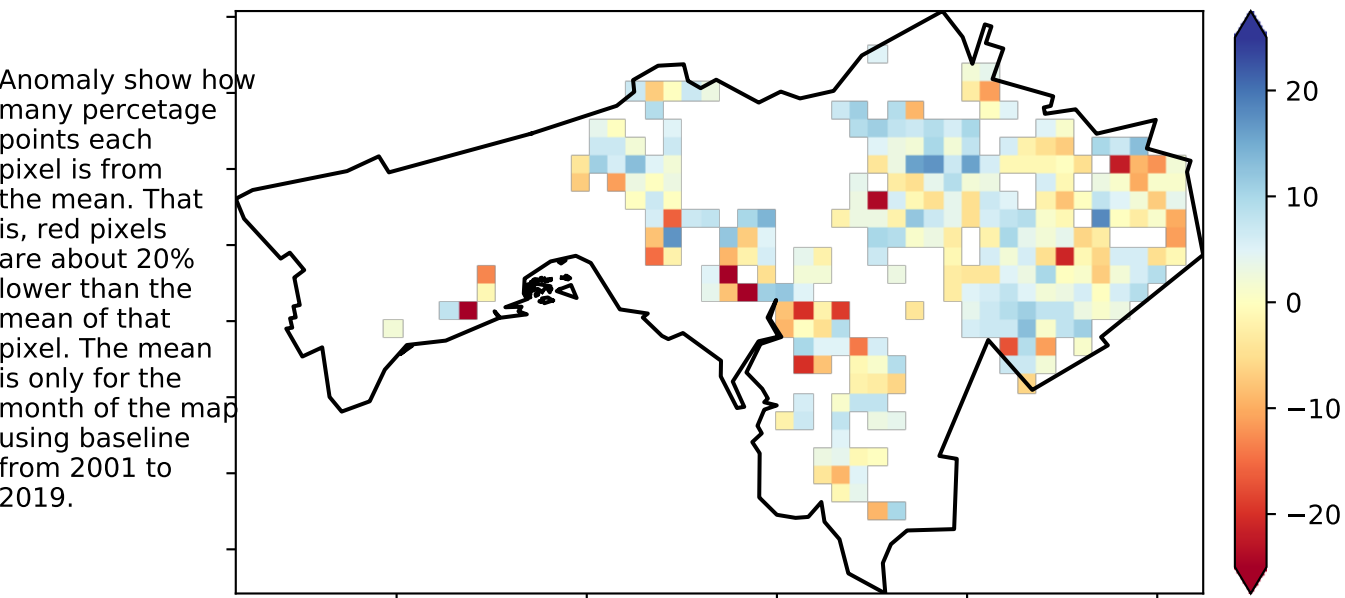 Anomaly show how
many percetage
points each
pixel is from
the mean. That
is, red pixels
are about 20%
lower than the
mean of that
pixel. The mean
is only for the
month of the map
using baseline
from 2001 to
2019.
20
10
0
−10
−20